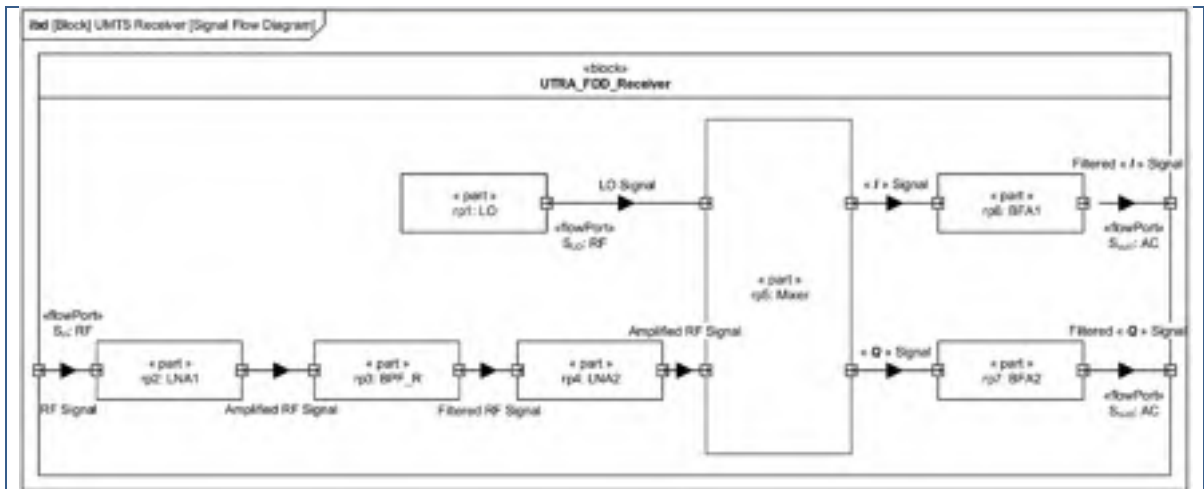 ibd [Block] UMTS Receiver [Signal Flow Diagram]
«block»
UTRA_FDD_Receiver
« part »
rp1: LO
LO Signal
«flowPort»
S_LO: RF
« part »
rp5: Mixer
« I » Signal
« part »
rp6: BFA1
Filtered « I » Signal
«flowPort»
AC
«flowPort»
RF
RF Signal
« part »
rp2: LNA1
Amplified RF Signal
« part »
rp3: BPF_R
Filtered RF Signal
« part »
rp4: LNA2
Amplified RF Signal
« Q » Signal
« part »
rp7: BFA2
Filtered « Q » Signal
«flowPort»
AC